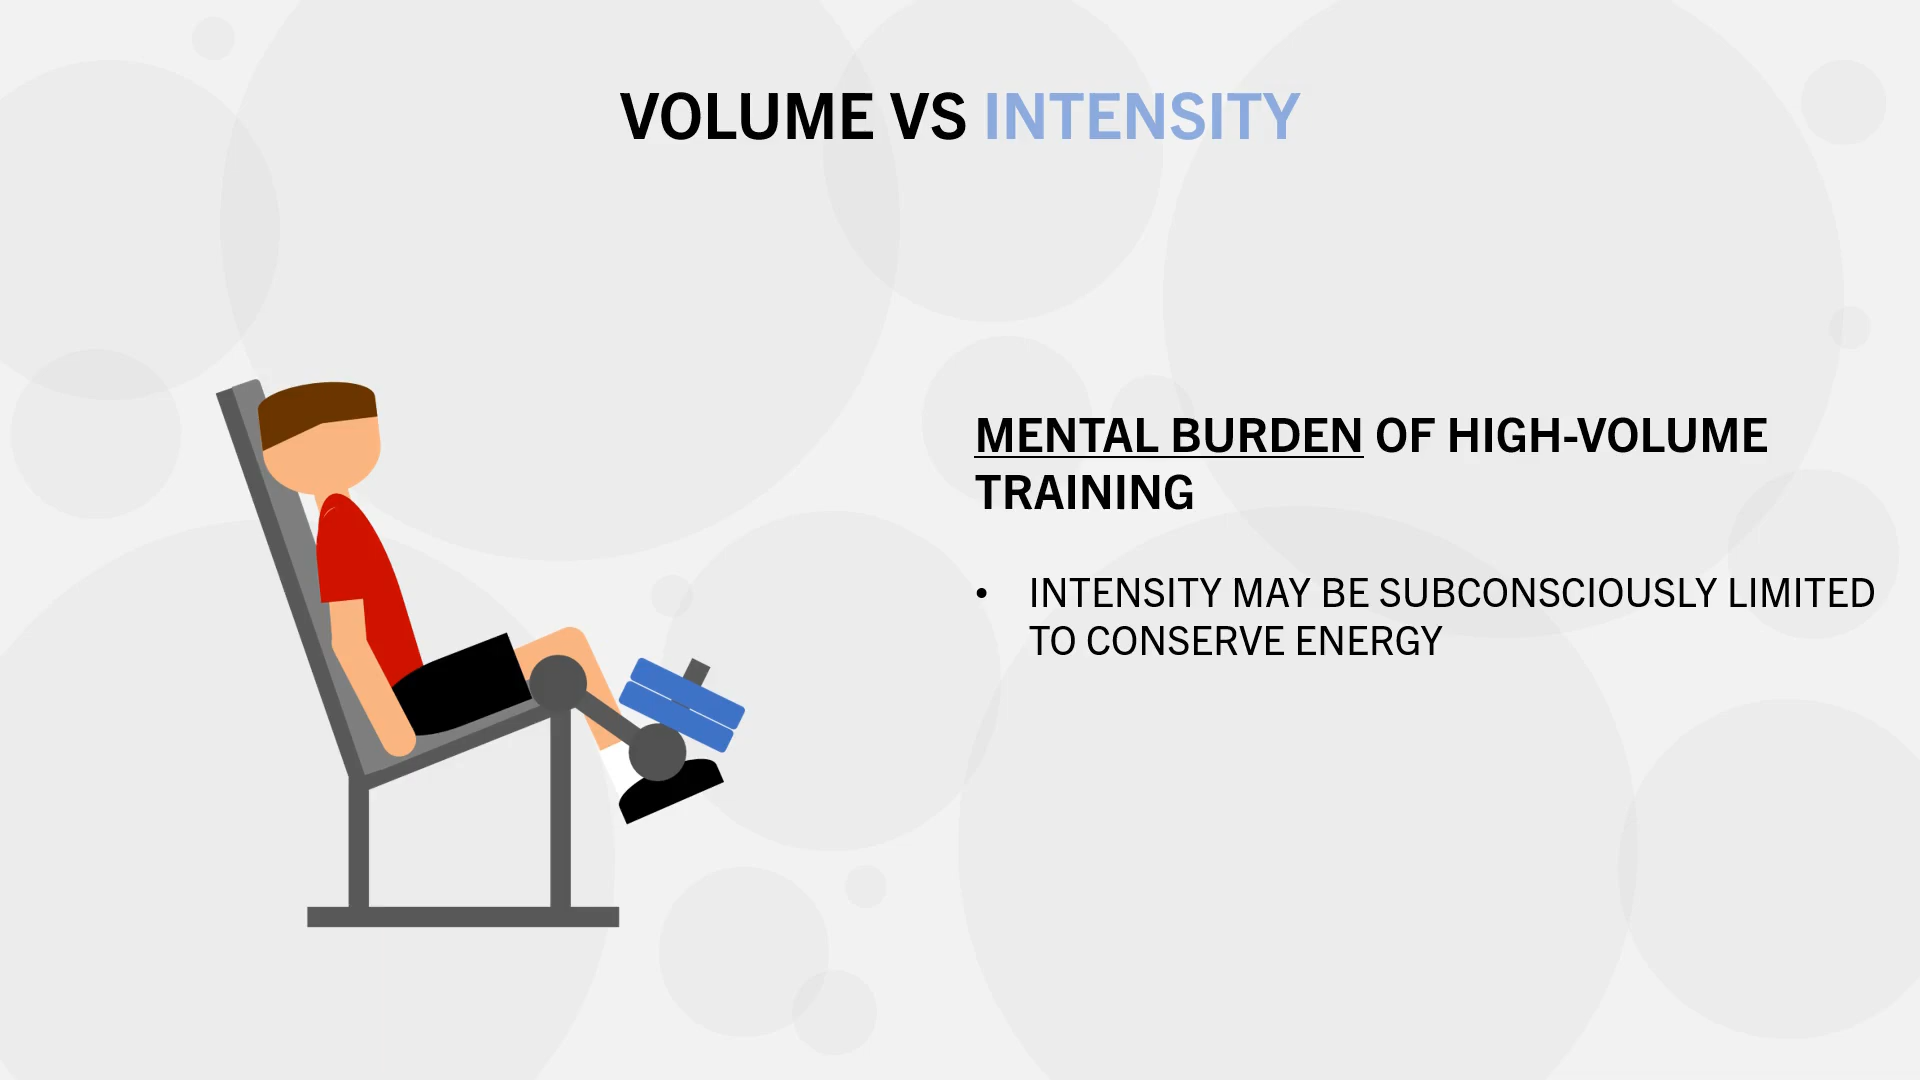 VOLUME VS INTENSITY
MENTAL BURDEN OF HIGH-VOLUME
TRAINING
• INTENSITY MAY BE SUBCONSCIOUSLY LIMITED
TO CONSERVE ENERGY